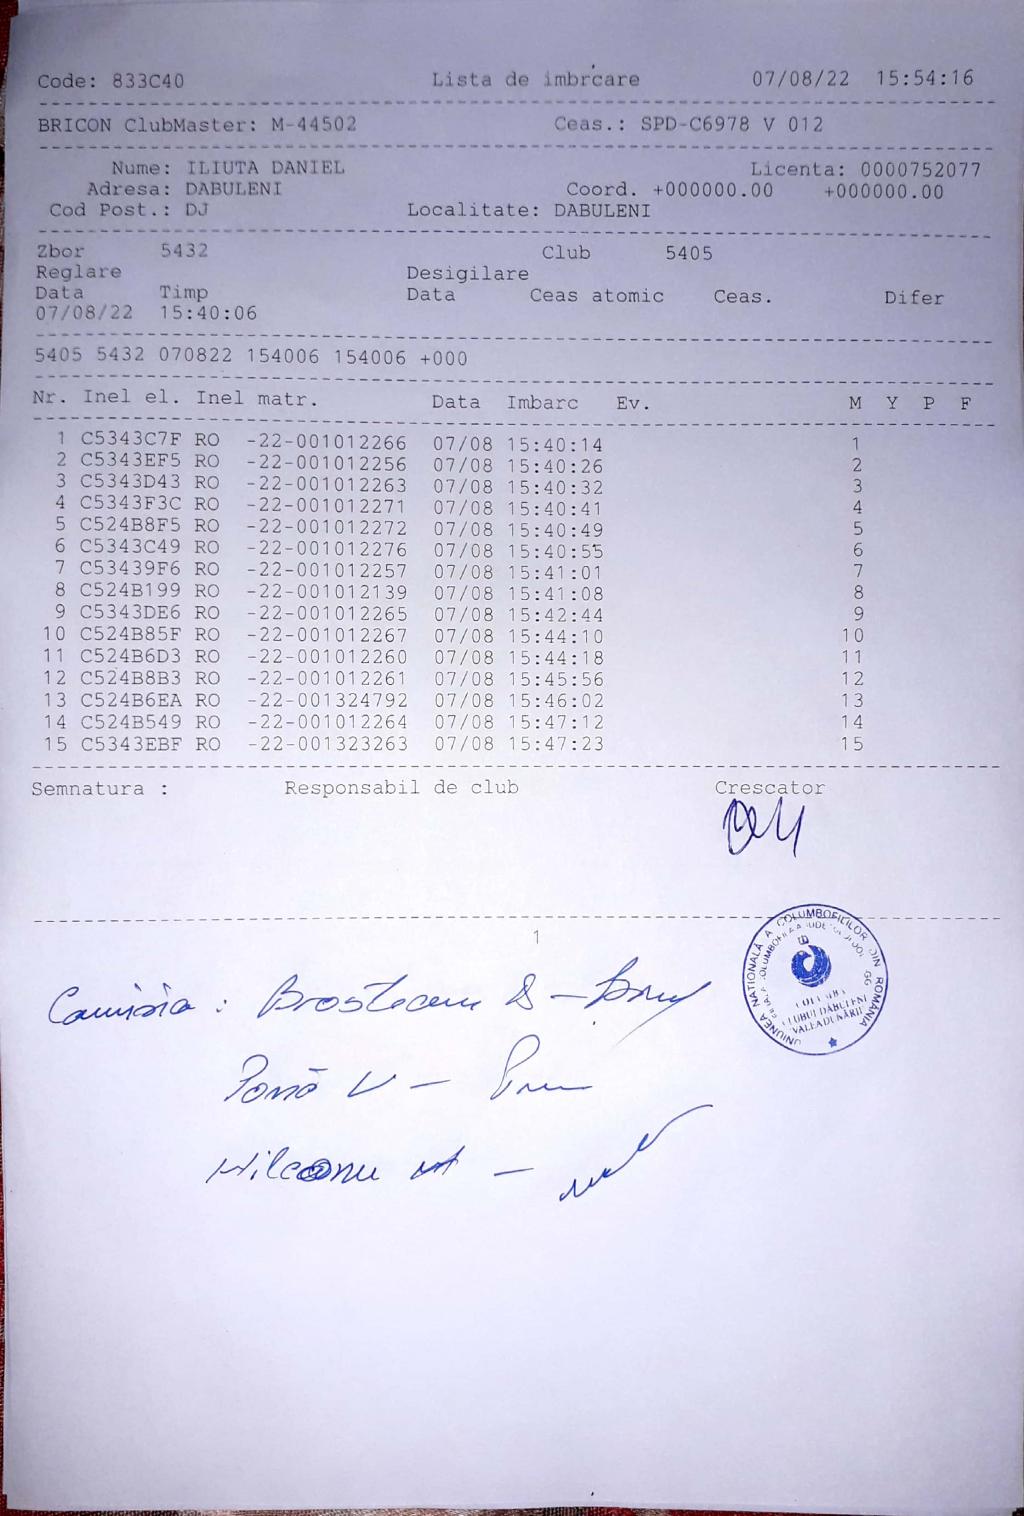 Code: 833C40 Lista de imbrcare 07/08/22 15:54:16
BRICON ClubMaster: M-44502 Ceas.: SPD-C6978 V 012
Nume: ILIUTA DANIEL Licenta: 0000752077
Adresa: DABULENI Coord. +000000.00 +000000.00
Cod Post.: DJ Localitate: DABULENI
Zbor 5432 Club 5405
Reglare Desigilare
Data Timp Data Ceas atomic Ceas. Difer
07/08/22 15:40:06
5405 5432 070822 154006 154006 +000
Nr. Inel el. Inel matr. Data Imbarc Ev. M Y P F
1 C5343C7F RO -22-001012266 07/08 15:40:14 1
2 C5343EF5 RO -22-001012256 07/08 15:40:26 2
3 C5343D43 RO -22-001012263 07/08 15:40:32 3
4 C5343F3C RO -22-001012271 07/08 15:40:41 4
5 C524B8F5 RO -22-001012272 07/08 15:40:49 5
6 C5343C49 RO -22-001012276 07/08 15:40:55 6
7 C53439F6 RO -22-001012257 07/08 15:41:01 7
8 C524B199 RO -22-001012139 07/08 15:41:08 8
9 C5343DE6 RO -22-001012265 07/08 15:42:44 9
10 C524B85F RO -22-001012267 07/08 15:44:10 10
11 C524B6D3 RO -22-001012260 07/08 15:44:18 11
12 C524B8B3 RO -22-001012261 07/08 15:45:56 12
13 C524B6EA RO -22-001324792 07/08 15:46:02 13
14 C524B549 RO -22-001012264 07/08 15:47:12 14
15 C5343EBF RO -22-001323263 07/08 15:47:23 15
Semnatura : Responsabil de club Crescator
1
UNIUNEA NAȚIONALĂ A COLUMBOFILILOR DIN ROMÂNIA
CLUBUL DĂBULENI
VALEA DUNĂRII
Comisia :
V -